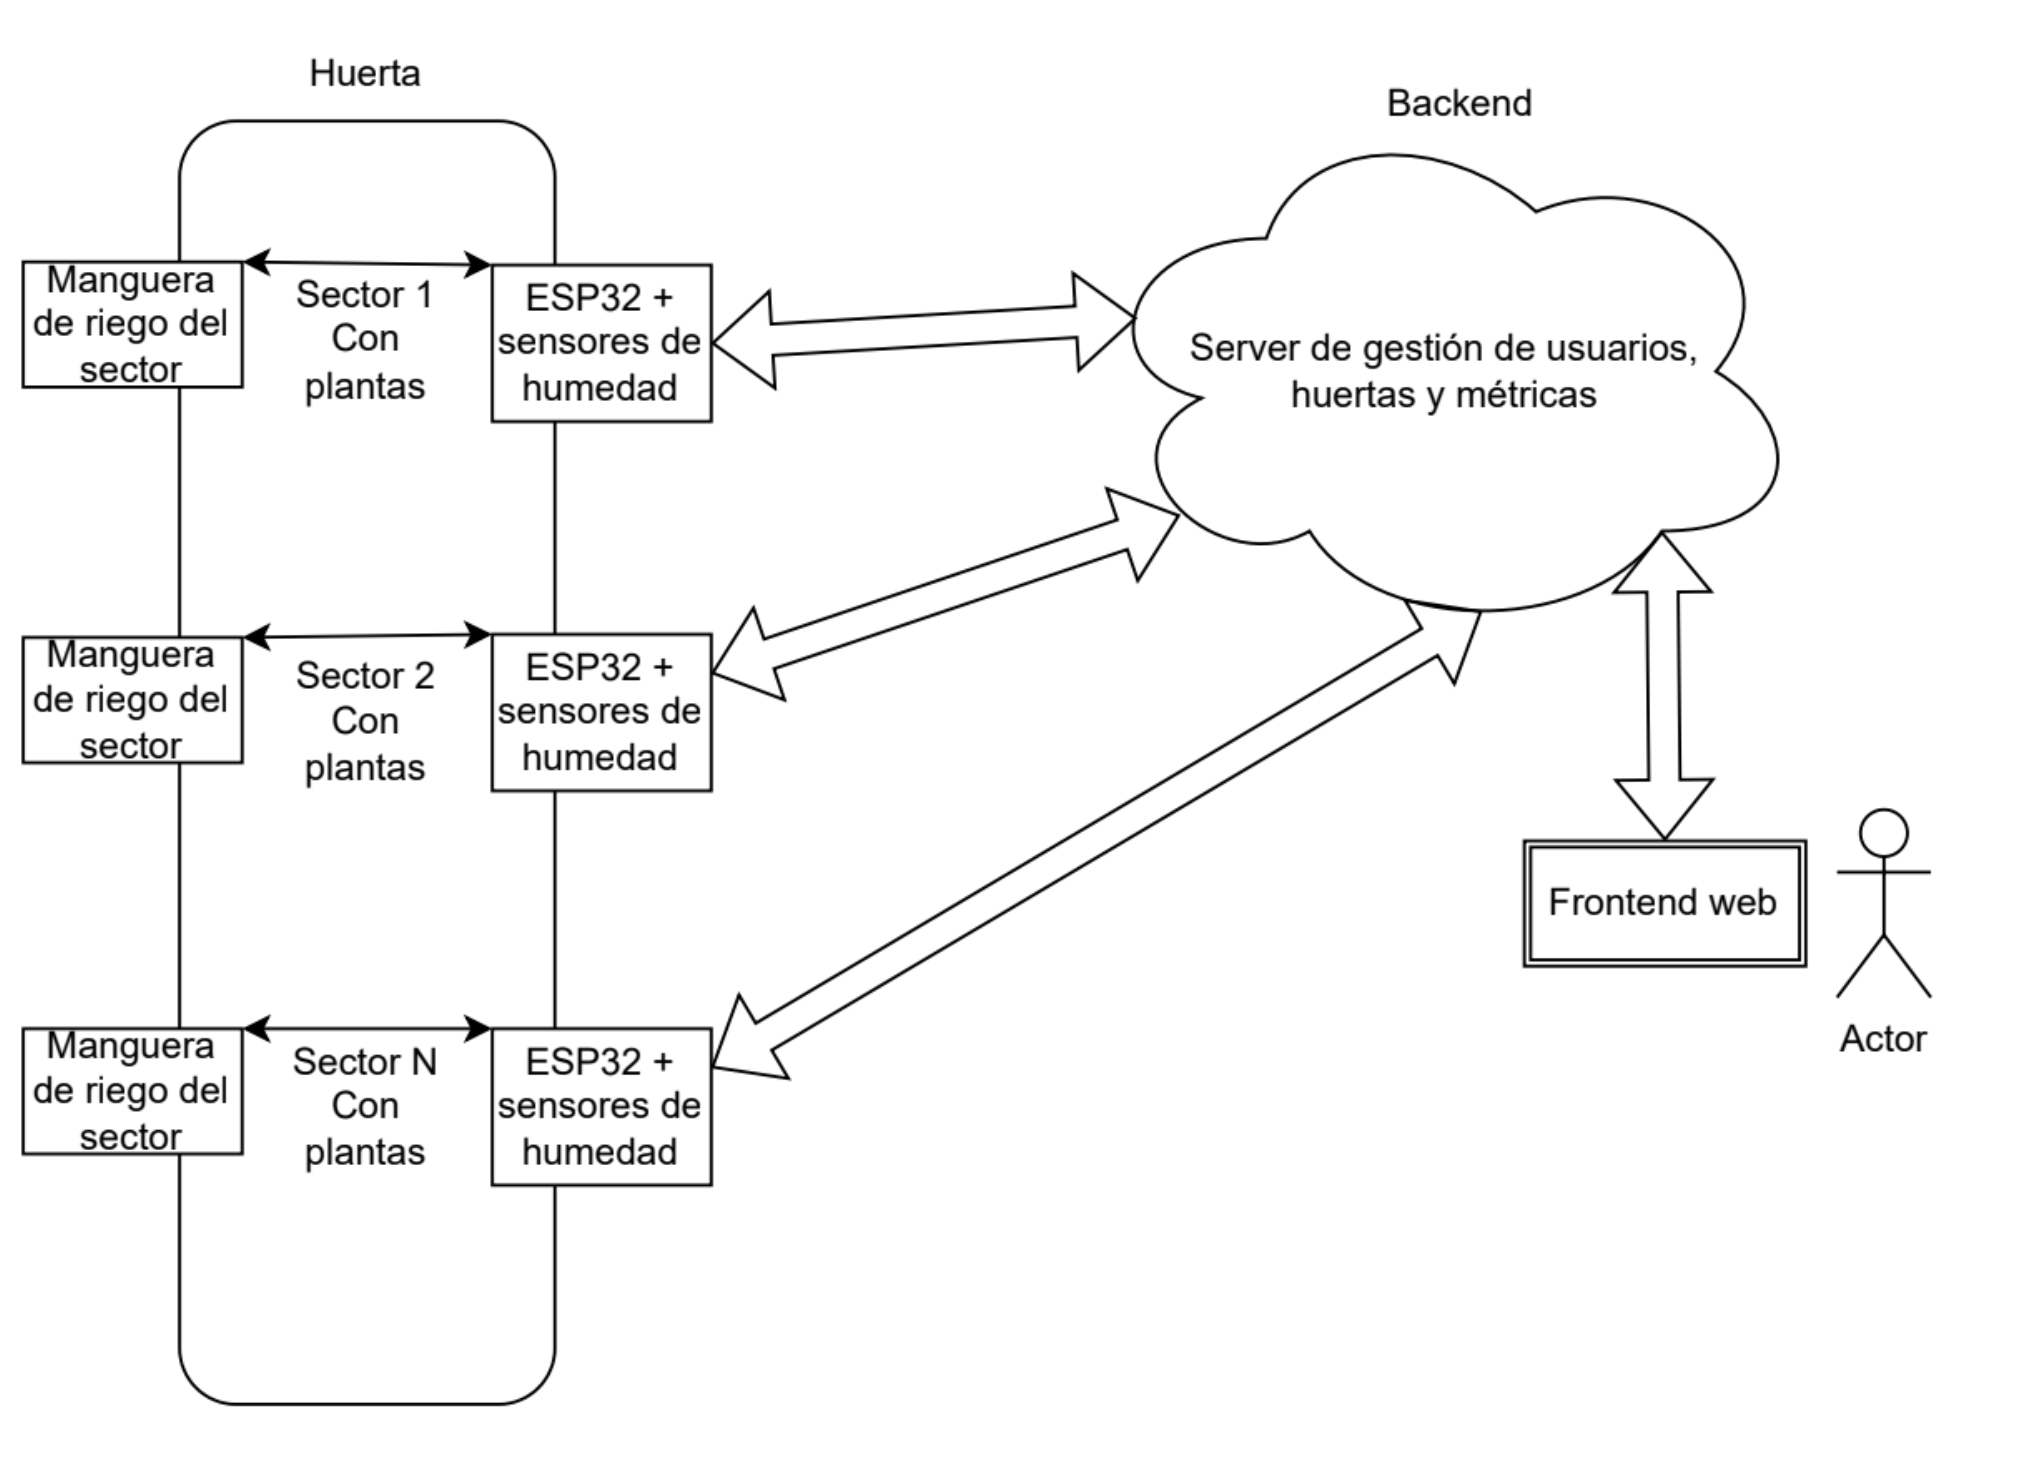 Huerta
Backend
Manguera
de riego del
sector
Sector 1
Con
plantas
ESP32 +
sensores de
humedad
Server de gestión de usuarios,
huertas y métricas
Manguera
de riego del
sector
Sector 2
Con
plantas
ESP32 +
sensores de
humedad
Frontend web
Actor
Manguera
de riego del
sector
Sector N
Con
plantas
ESP32 +
sensores de
humedad